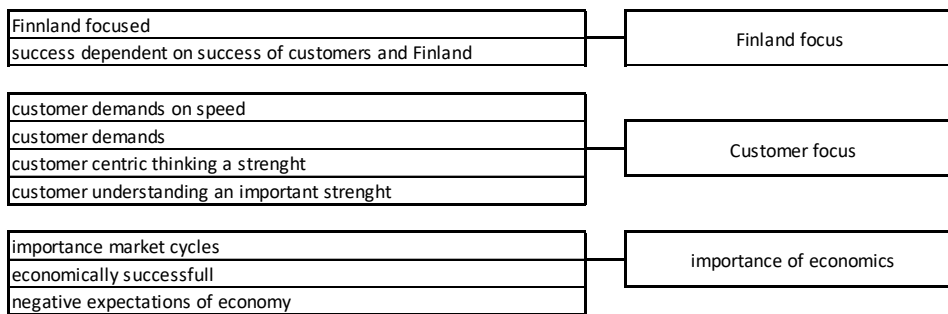 Finnland focused
success dependent on success of customers and Finland
Finland focus
customer demands on speed
customer demands
customer centric thinking a strenght
customer understanding an important strenght
Customer focus
importance market cycles
economically successfull
negative expectations of economy
importance of economics